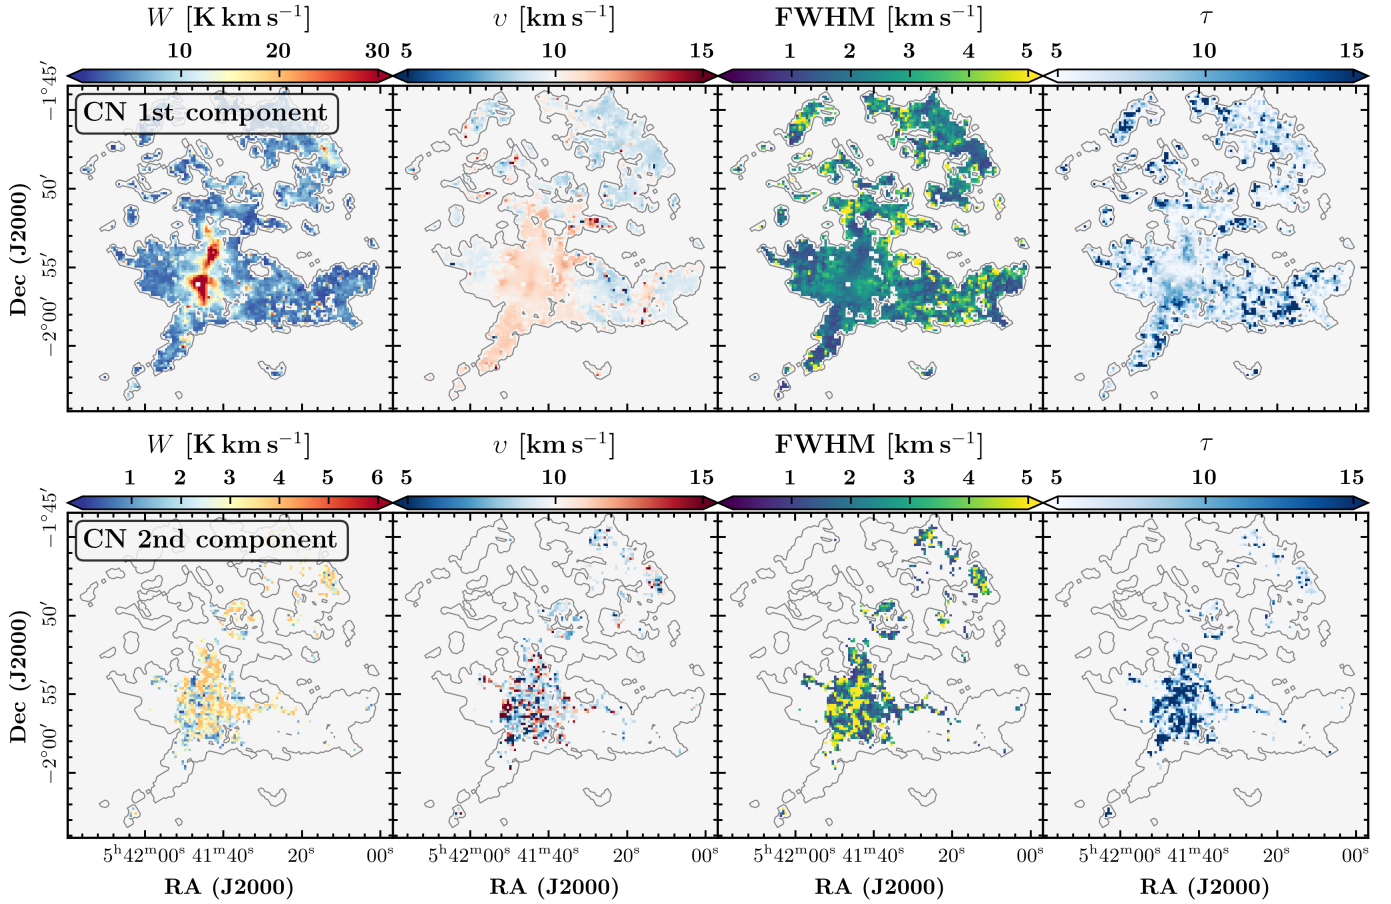 W [K km s⁻¹] v [km s⁻¹] FWHM [km s⁻¹] τ
10 20 30 5 10 15 1 2 3 4 5 5 10 15
CN 1st component
−1°45′
50′
55′
−2°00′
Dec (J2000)
W [K km s⁻¹] v [km s⁻¹] FWHM [km s⁻¹] τ
1 2 3 4 5 6 5 10 15 1 2 3 4 5 5 10 15
CN 2nd component
−1°45′
50′
55′
−2°00′
Dec (J2000)
5ʰ42ᵐ00ˢ 41ᵐ40ˢ 20ˢ 00ˢ 5ʰ42ᵐ00ˢ 41ᵐ40ˢ 20ˢ 5ʰ42ᵐ00ˢ 41ᵐ40ˢ 20ˢ 5ʰ42ᵐ00ˢ 41ᵐ40ˢ 20ˢ 00ˢ
RA (J2000) RA (J2000) RA (J2000) RA (J2000)